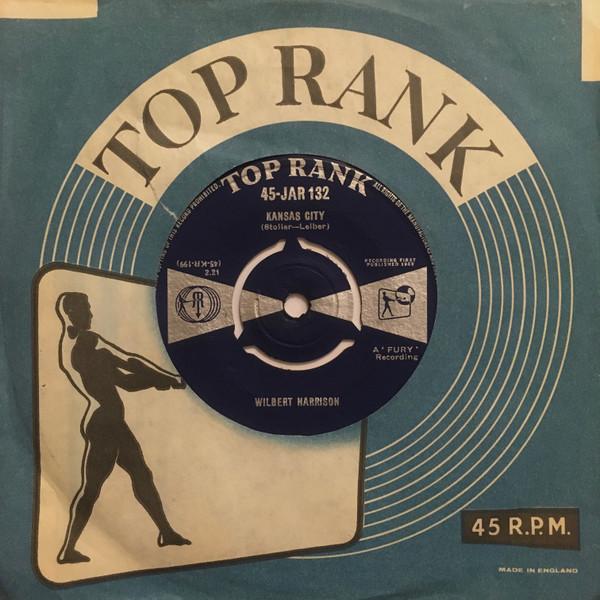 TOP RANK
TOP RANK
45-JAR 132
KANSAS CITY
(Stoller—Leiber)
(45-KR-199)
2.21
RECORDING FIRST
PUBLISHED 1959
A 'FURY'
Recording
WILBERT HARRISON
45 R.P.M.
MADE IN ENGLAND